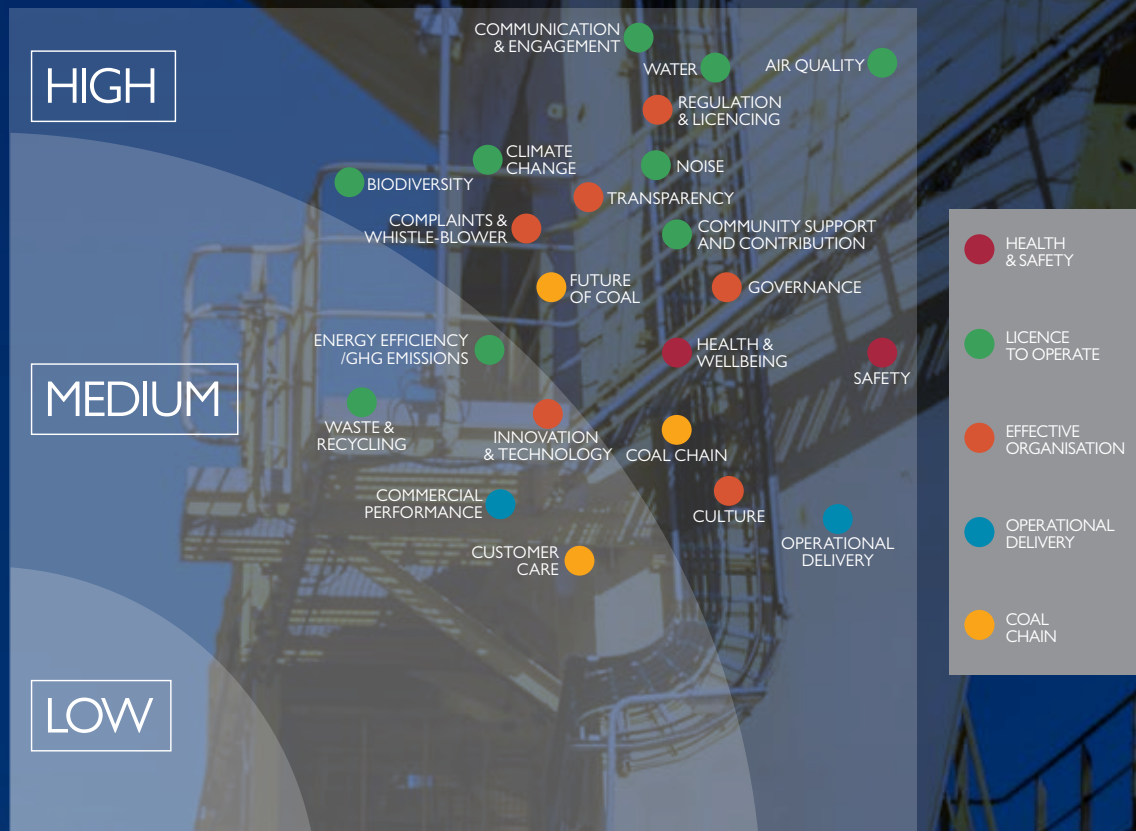 HIGH
COMMUNICATION
& ENGAGEMENT
WATER
AIR QUALITY
REGULATION
& LICENCING
CLIMATE
CHANGE
NOISE
BIODIVERSITY
TRANSPARENCY
COMPLAINTS &
WHISTLE-BLOWER
COMMUNITY SUPPORT
AND CONTRIBUTION
FUTURE
OF COAL
GOVERNANCE
ENERGY EFFICIENCY
/GHG EMISSIONS
HEALTH &
WELLBEING
SAFETY
MEDIUM
WASTE &
RECYCLING
INNOVATION
& TECHNOLOGY
COAL CHAIN
COMMERCIAL
PERFORMANCE
CULTURE
OPERATIONAL
DELIVERY
CUSTOMER
CARE
LOW
HEALTH
& SAFETY
LICENCE
TO OPERATE
EFFECTIVE
ORGANISATION
OPERATIONAL
DELIVERY
COAL
CHAIN